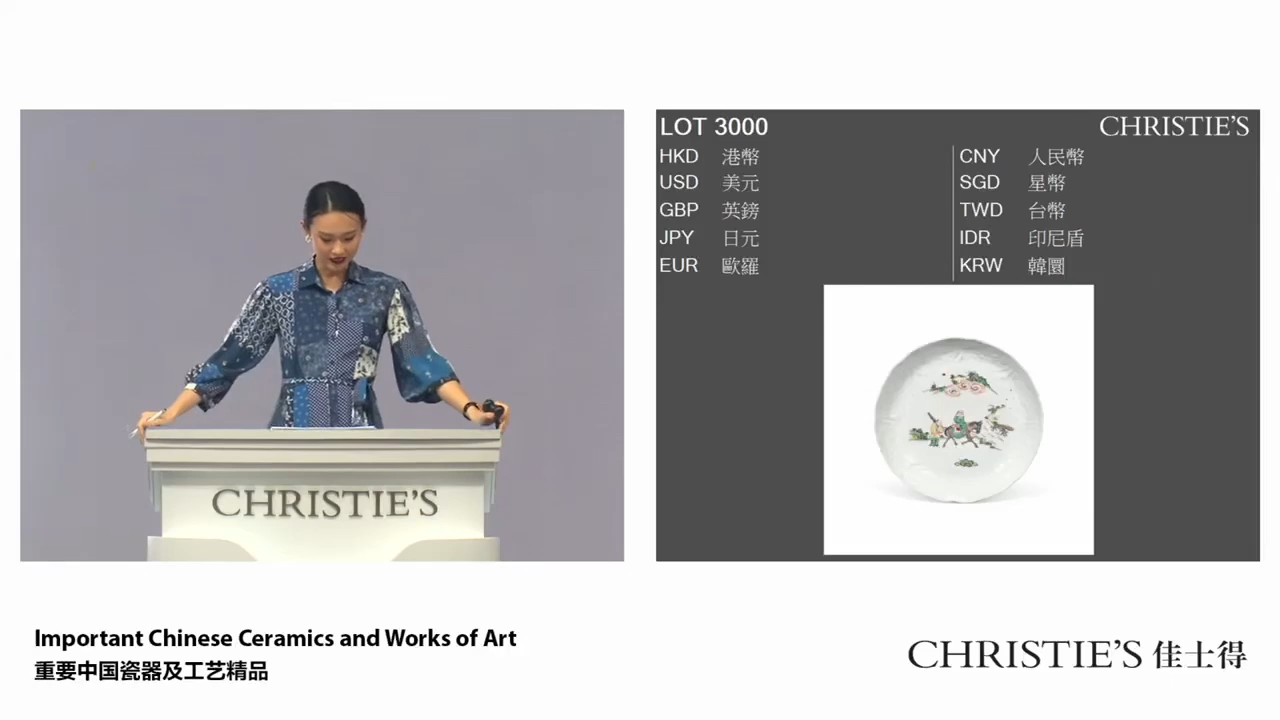 LOT 3000
CHRISTIE'S
HKD 港幣
USD 美元
GBP 英鎊
JPY 日元
EUR 歐羅
CNY 人民幣
SGD 星幣
TWD 台幣
IDR 印尼盾
KRW 韓圜
CHRISTIE'S
Important Chinese Ceramics and Works of Art
重要中国瓷器及工艺精品
CHRISTIE'S 佳士得